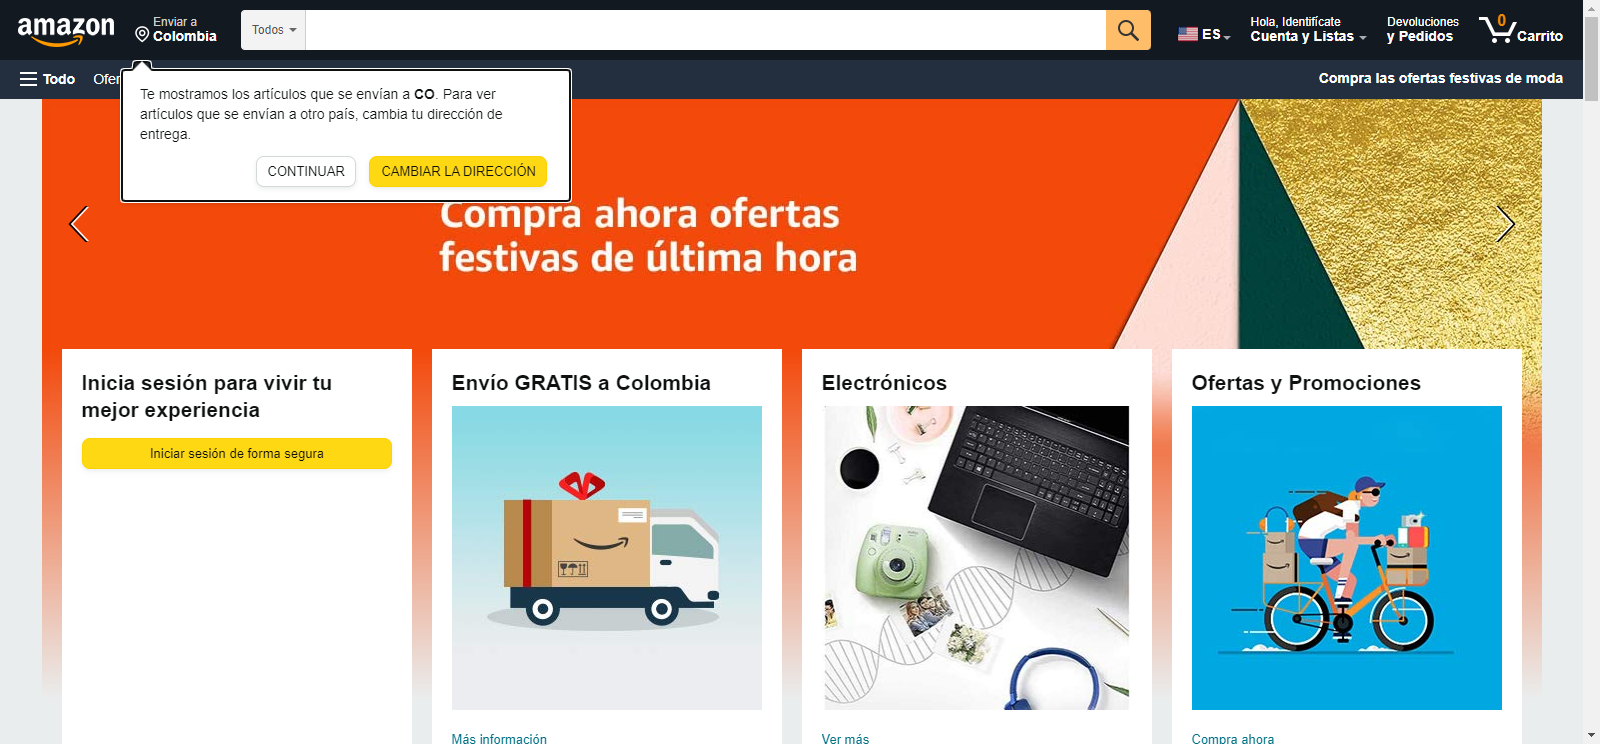 amazon
Enviar a
Colombia
Todos
ES
Hola, Identifícate
Cuenta y Listas
Devoluciones
y Pedidos
0
Carrito
Todo
Compra las ofertas festivas de moda
Te mostramos los artículos que se envían a CO. Para ver
artículos que se envían a otro país, cambia tu dirección de
entrega.
CONTINUAR
CAMBIAR LA DIRECCIÓN
Compra ahora ofertas
festivas de última hora
Inicia sesión para vivir tu
mejor experiencia
Iniciar sesión de forma segura
Envío GRATIS a Colombia
Más información
Electrónicos
Ver más
Ofertas y Promociones
Compra ahora